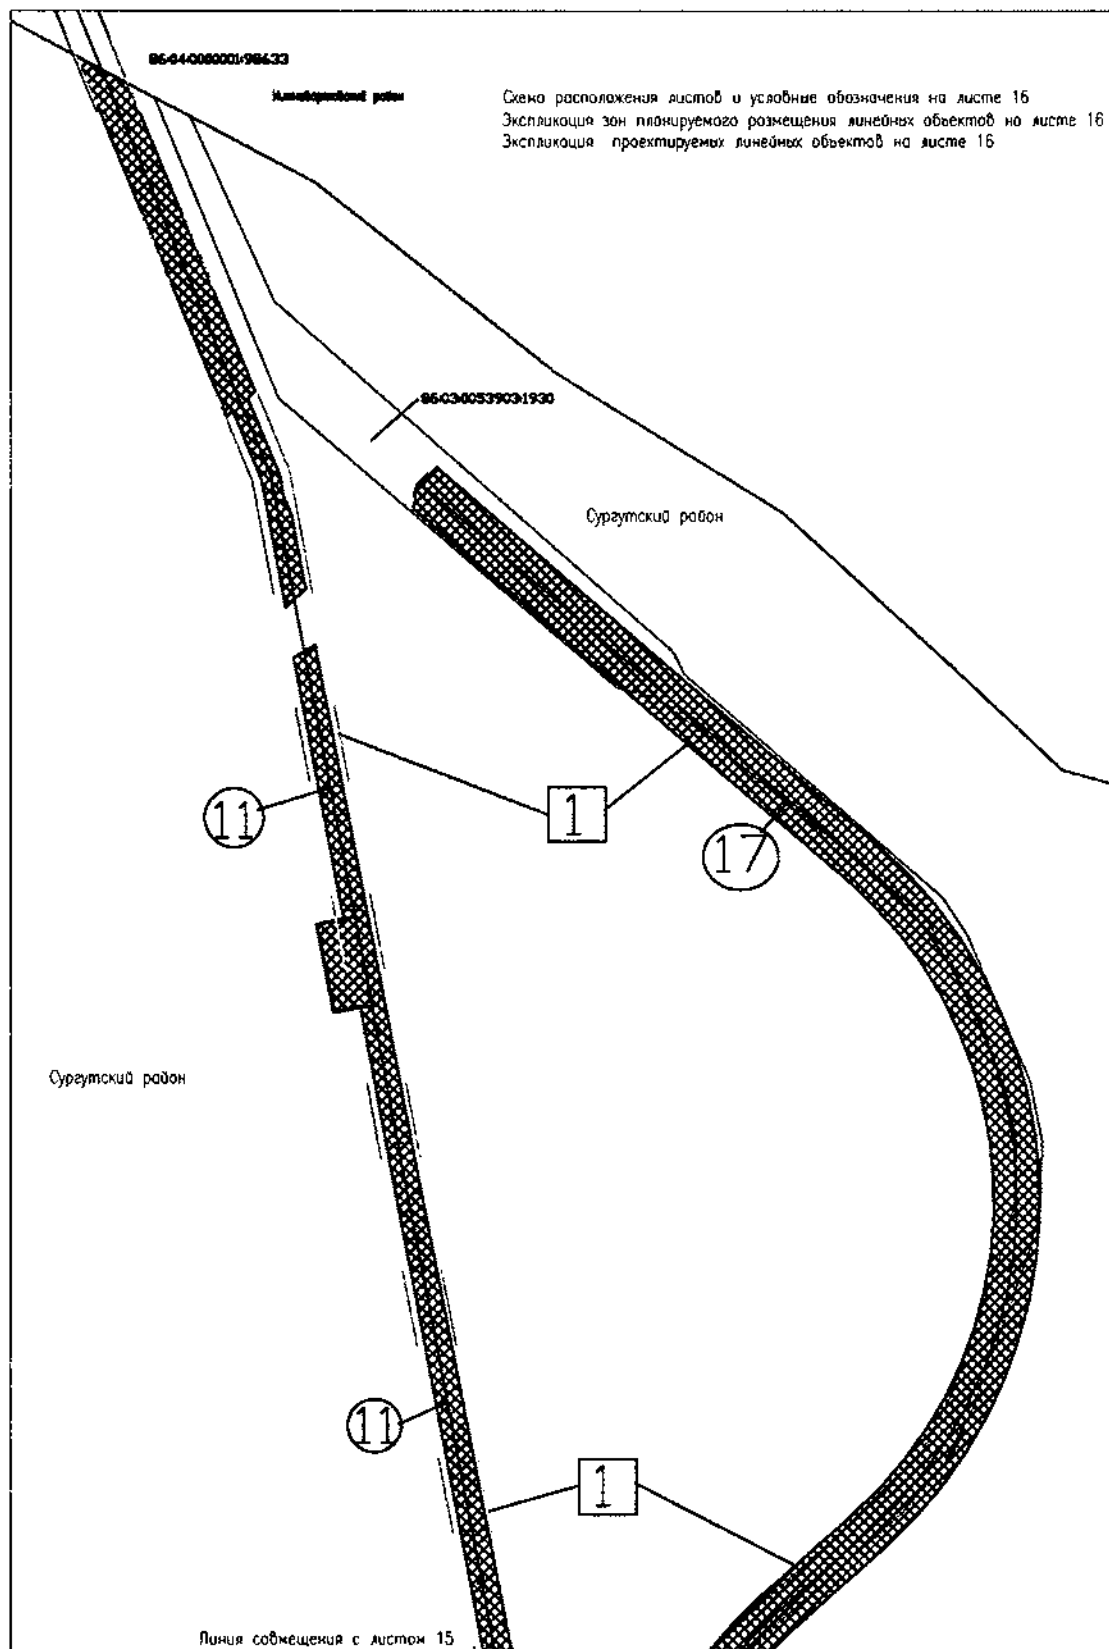 86:04:0000001:98633
Нижневартовский район
Схема расположения листов и условные обозначения на листе 16
Экспликация зон планируемого размещения линейных объектов на листе 16
Экспликация проектируемых линейных объектов на листе 16
86:03:0053903:1930
Сургутский район
11
1
17
Сургутский район
11
1
Линия совмещения с листом 15